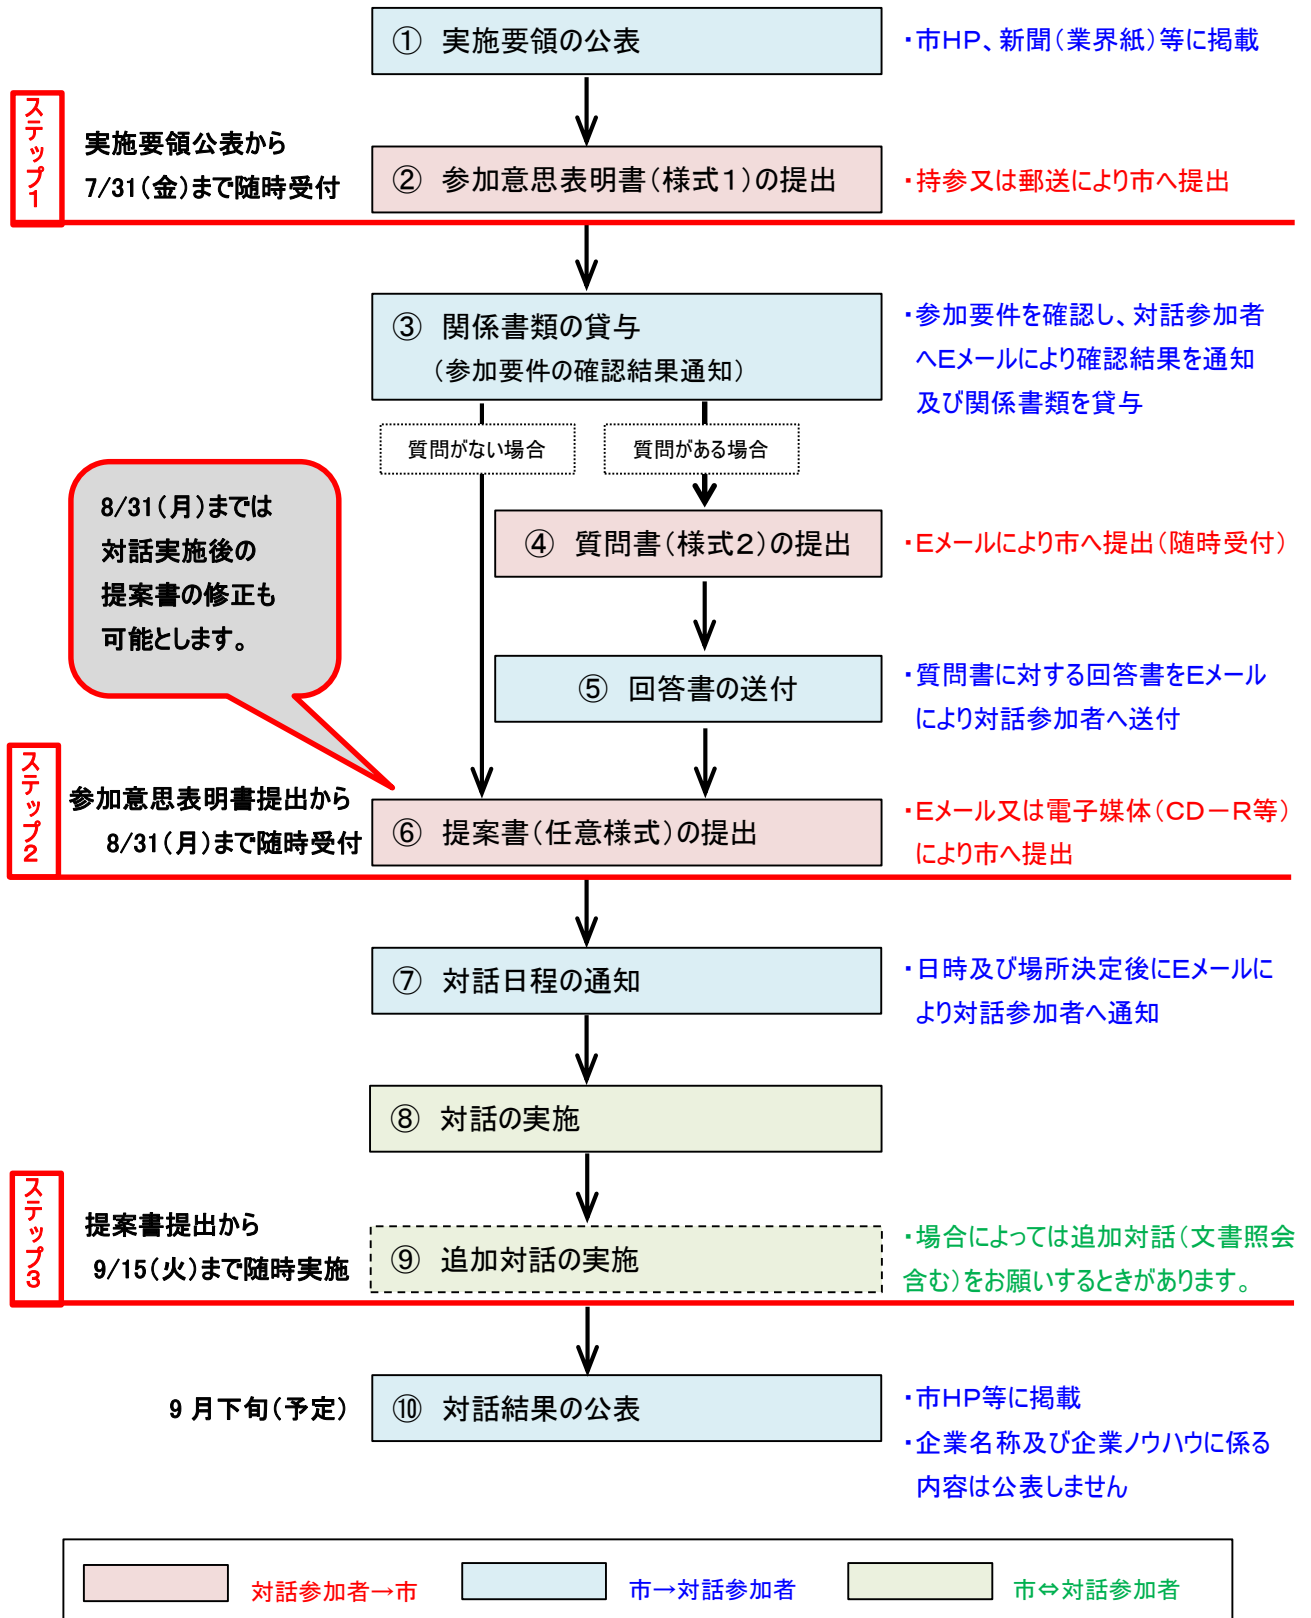 ① 実施要領の公表
・市HP、新聞(業界紙)等に掲載
ステップ1
実施要領公表から
7/31(金)まで随時受付
② 参加意思表明書(様式1)の提出
・持参又は郵送により市へ提出
③ 関係書類の貸与
(参加要件の確認結果通知)
・参加要件を確認し、対話参加者
へEメールにより確認結果を通知
及び関係書類を貸与
質問がない場合
質問がある場合
8/31(月)までは
対話実施後の
提案書の修正も
可能とします。
④ 質問書(様式2)の提出
・Eメールにより市へ提出(随時受付)
⑤ 回答書の送付
・質問書に対する回答書をEメール
により対話参加者へ送付
ステップ2
参加意思表明書提出から
8/31(月)まで随時受付
⑥ 提案書(任意様式)の提出
・Eメール又は電子媒体(CD-R等)
により市へ提出
⑦ 対話日程の通知
・日時及び場所決定後にEメールに
より対話参加者へ通知
⑧ 対話の実施
ステップ3
提案書提出から
9/15(火)まで随時実施
⑨ 追加対話の実施
・場合によっては追加対話(文書照会
含む)をお願いするときがあります。
9月下旬(予定)
⑩ 対話結果の公表
・市HP等に掲載
・企業名称及び企業ノウハウに係る
内容は公表しません
対話参加者→市
市→対話参加者
市⇔対話参加者